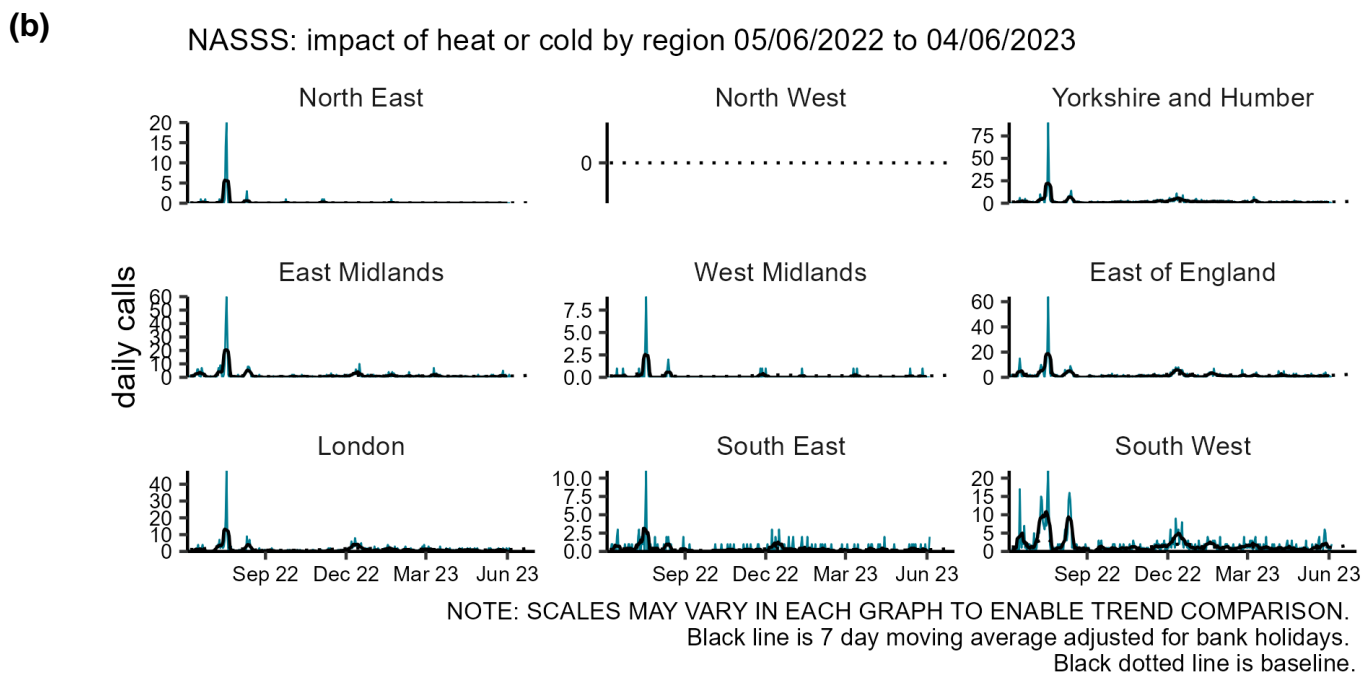 (b)
NASSS: impact of heat or cold by region 05/06/2022 to 04/06/2023
North East
North West
Yorkshire and Humber
20
15
10
5
0
0
75
50
25
0
daily calls
East Midlands
West Midlands
East of England
60
50
40
30
20
10
0
7.5
5.0
2.5
0.0
60
40
20
0
London
South East
South West
40
30
20
10
0
10.0
7.5
5.0
2.5
0.0
20
15
10
5
0
Sep 22 Dec 22 Mar 23 Jun 23
Sep 22 Dec 22 Mar 23 Jun 23
Sep 22 Dec 22 Mar 23 Jun 23
NOTE: SCALES MAY VARY IN EACH GRAPH TO ENABLE TREND COMPARISON.
Black line is 7 day moving average adjusted for bank holidays.
Black dotted line is baseline.